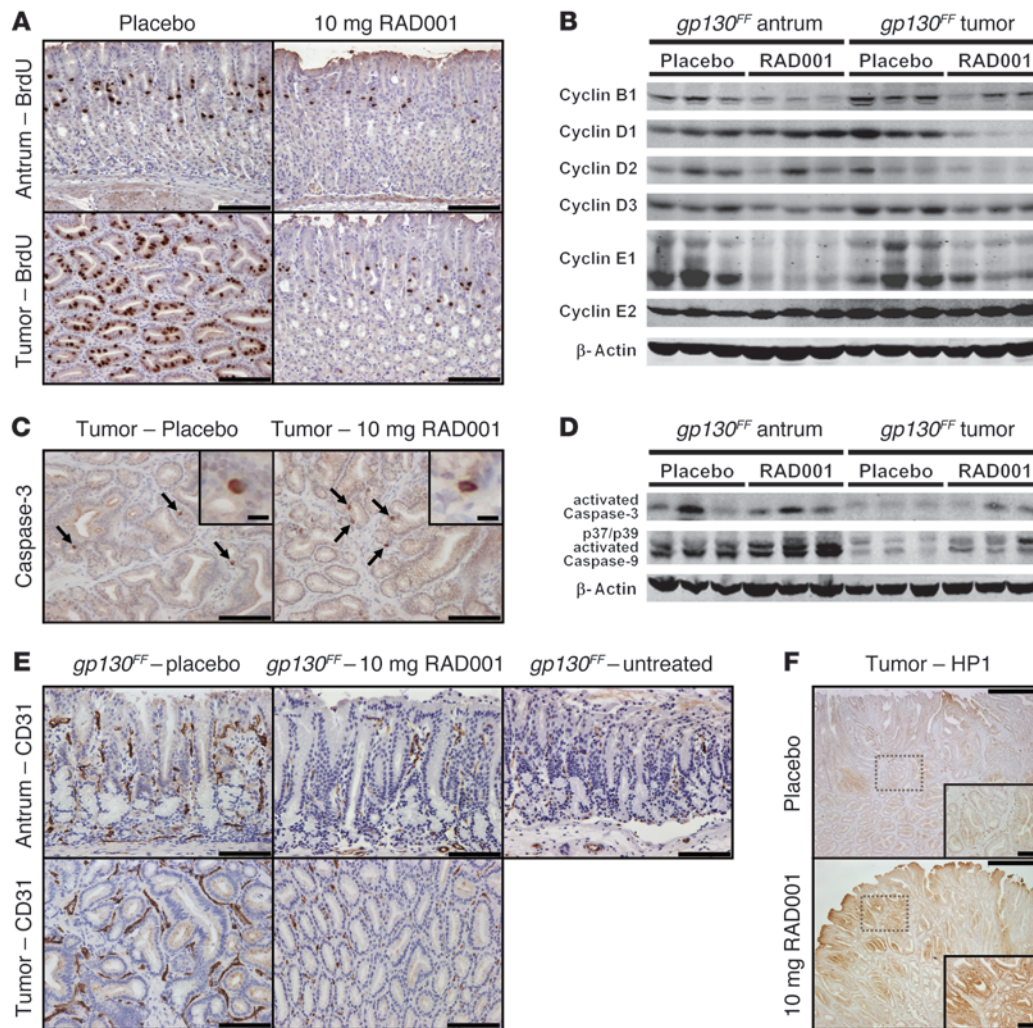 A
Placebo
10 mg RAD001
Antrum – BrdU
Tumor – BrdU
B
gp130FF antrum
gp130FF tumor
Placebo
RAD001
Placebo
RAD001
Cyclin B1
Cyclin D1
Cyclin D2
Cyclin D3
Cyclin E1
Cyclin E2
β-Actin
C
Tumor – Placebo
Tumor – 10 mg RAD001
Caspase-3
D
gp130FF antrum
gp130FF tumor
Placebo
RAD001
Placebo
RAD001
activated
Caspase-3
p37/p39
activated
Caspase-9
β-Actin
E
gp130FF–placebo
gp130FF–10 mg RAD001
gp130FF–untreated
Antrum – CD31
Tumor – CD31
F
Tumor – HP1
Placebo
10 mg RAD001